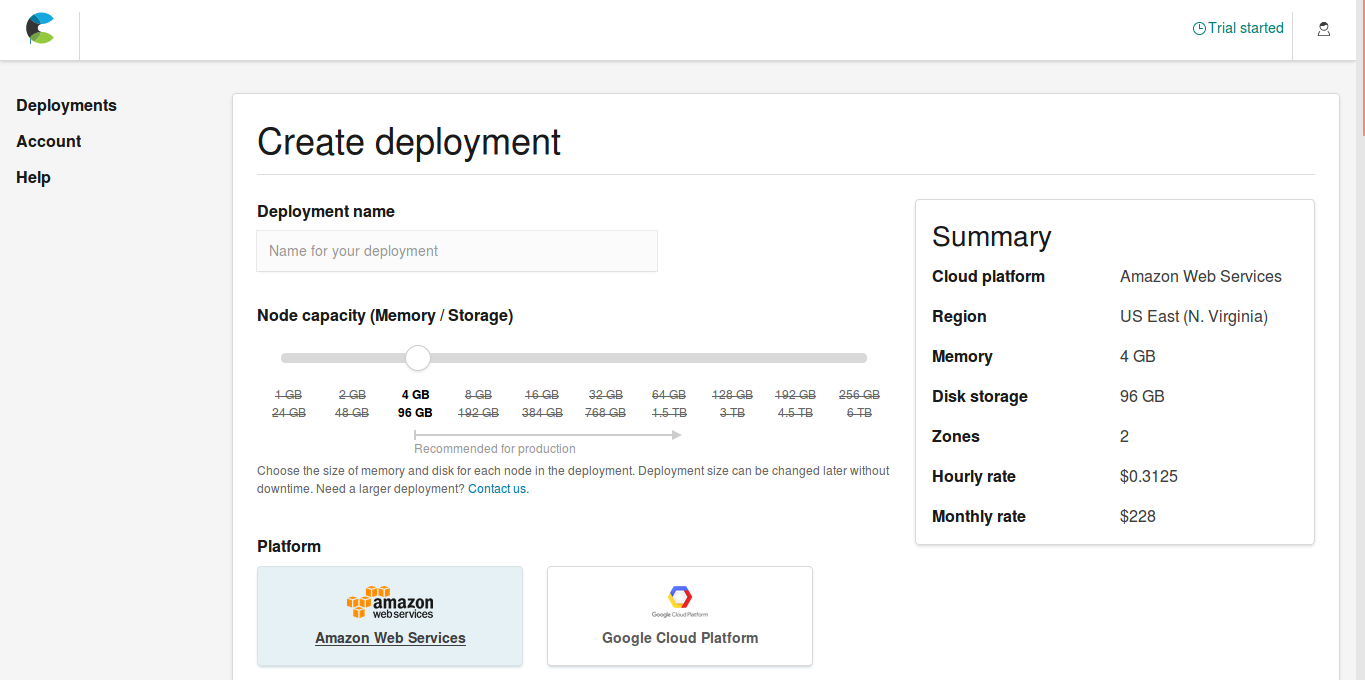 Trial started
Deployments
Account
Help
Create deployment
Deployment name
Name for your deployment
Node capacity (Memory / Storage)
1 GB 2 GB 4 GB 8 GB 16 GB 32 GB 64 GB 128 GB 192 GB 256 GB
24 GB 48 GB 96 GB 192 GB 384 GB 768 GB 1.5 TB 3 TB 4.5 TB 6 TB
Recommended for production
Choose the size of memory and disk for each node in the deployment. Deployment size can be changed later without
downtime. Need a larger deployment? Contact us.
Platform
amazon
webservices
Amazon Web Services
Google Cloud Platform
Google Cloud Platform
Summary
Cloud platform Amazon Web Services
Region US East (N. Virginia)
Memory 4 GB
Disk storage 96 GB
Zones 2
Hourly rate $0.3125
Monthly rate $228